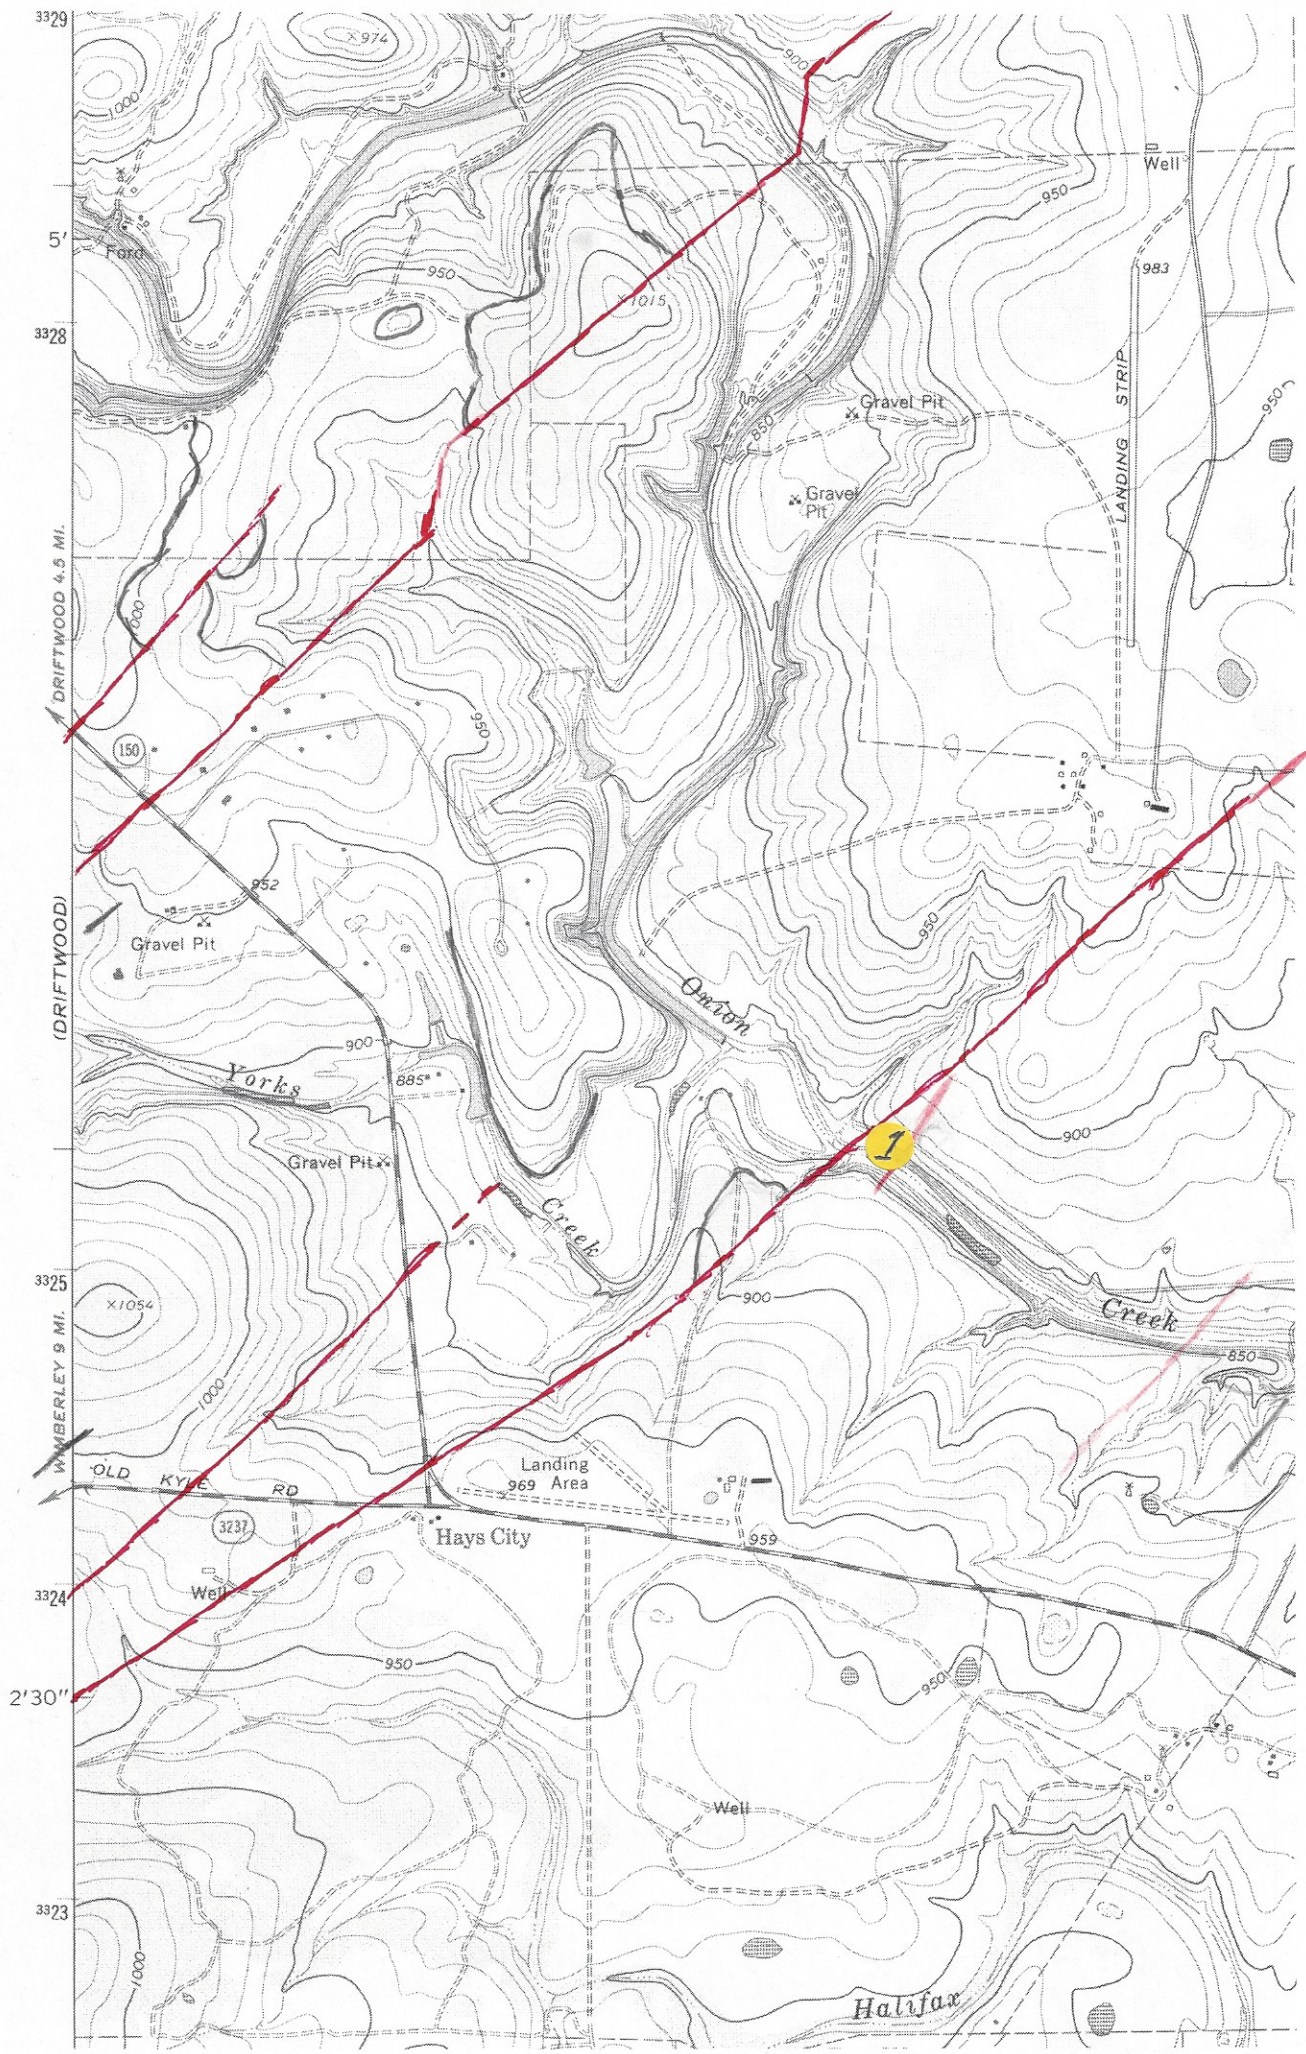 3329
×974
900
1000
Well
950
5'
Ford
950
983
×1015
3328
LANDING STRIP
950
Gravel Pit
850
Gravel
Pit
DRIFTWOOD 4.5 MI.
000
950
150
952
950
Gravel Pit
(DRIFTWOOD)
Onion
900
Yorks
885
1
900
Gravel Pit
Creek
3325
900
×1054
Creek
850
WIMBERLEY 9 MI.
1000
OLD KYLE RD
Landing
969 Area
3237
Hays City
959
Well
3324
950
2'30"
950
Well
3323
1000
Halifax